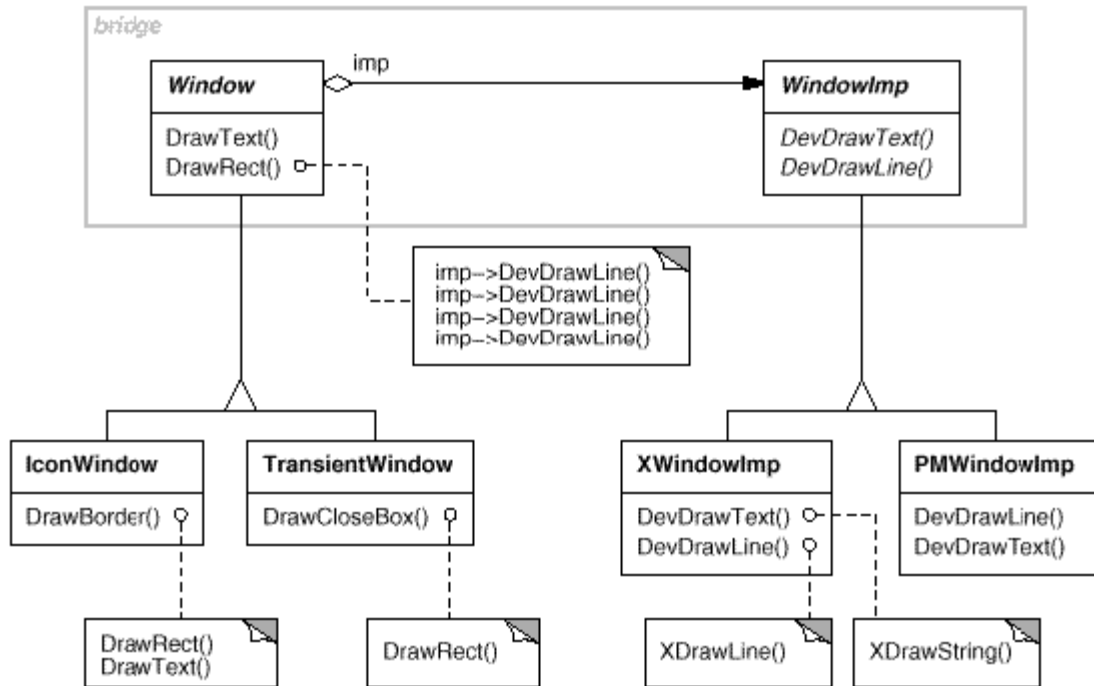 bridge
imp
Window
DrawText()
DrawRect()
WindowImp
DevDrawText()
DevDrawLine()
imp->DevDrawLine()
imp->DevDrawLine()
imp->DevDrawLine()
imp->DevDrawLine()
IconWindow
DrawBorder()
TransientWindow
DrawCloseBox()
XWindowImp
DevDrawText()
DevDrawLine()
PMWindowImp
DevDrawLine()
DevDrawText()
DrawRect()
DrawText()
DrawRect()
XDrawLine()
XDrawString()